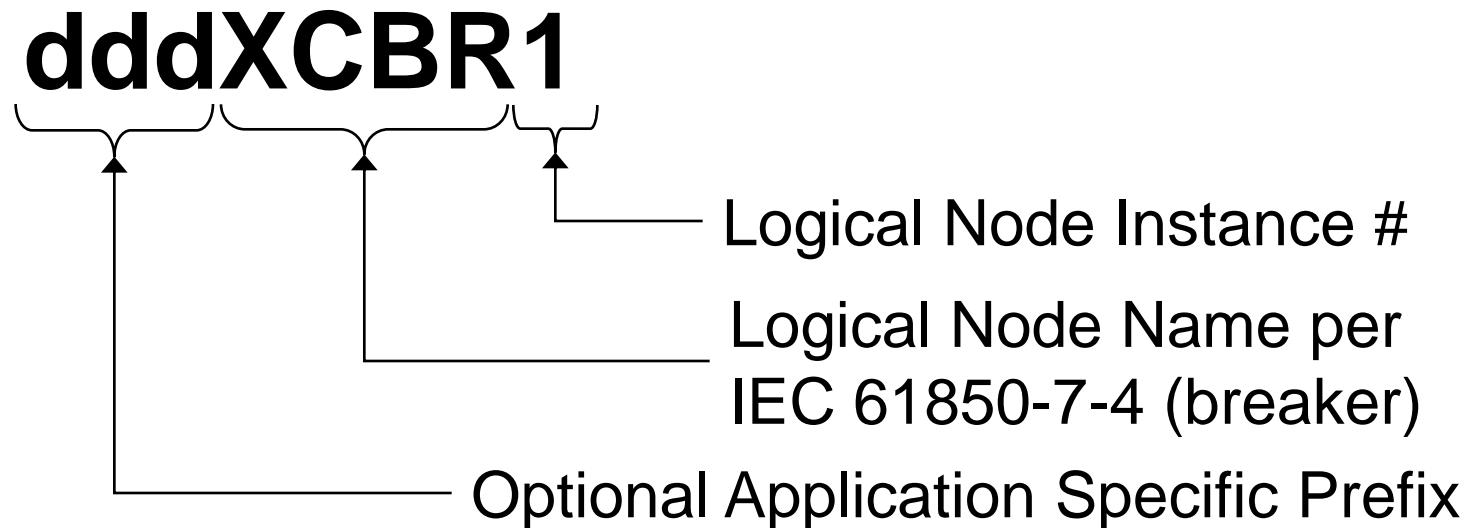 dddXCBR1
Logical Node Instance #
Logical Node Name per
IEC 61850-7-4 (breaker)
Optional Application Specific Prefix